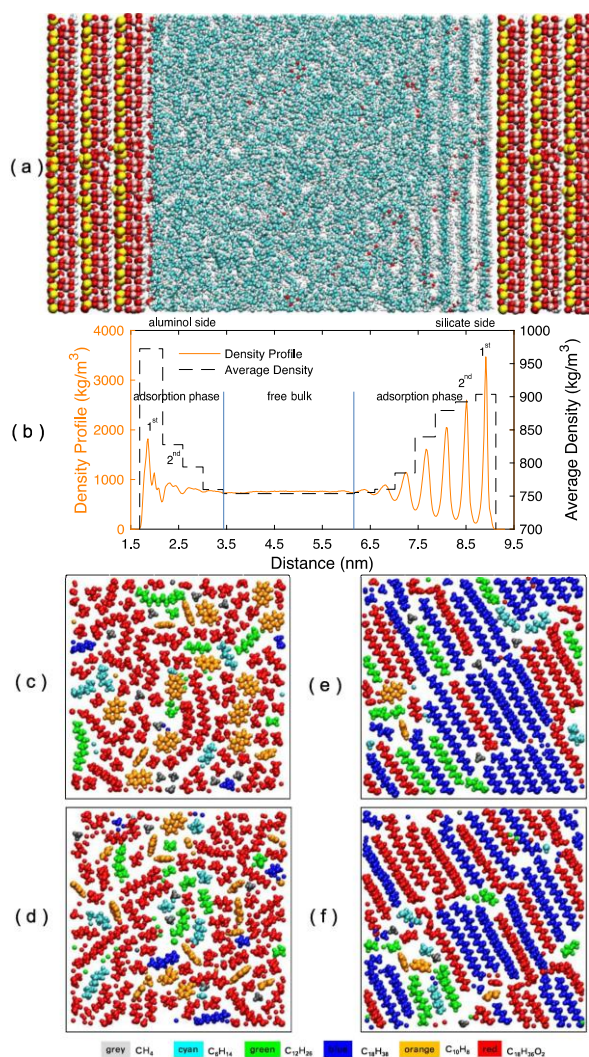 ( a )
aluminol side silicate side
4000 1000
Density Profile 1st
Average Density 950
3000
adsorption phase free bulk adsorption phase 900
( b ) Density Profile (kg/m³) 1st 2nd Average Density (kg/m³)
2000 850
2nd
1000 800
750
0 700
1.5 2.5 3.5 4.5 5.5 6.5 7.5 8.5 9.5
Distance (nm)
( c ) ( e )
( d ) ( f )
grey CH₄ cyan C₆H₁₄ green C₁₂H₂₆ blue C₁₈H₃₈ orange C₁₀H₈ red C₁₈H₃₆O₂